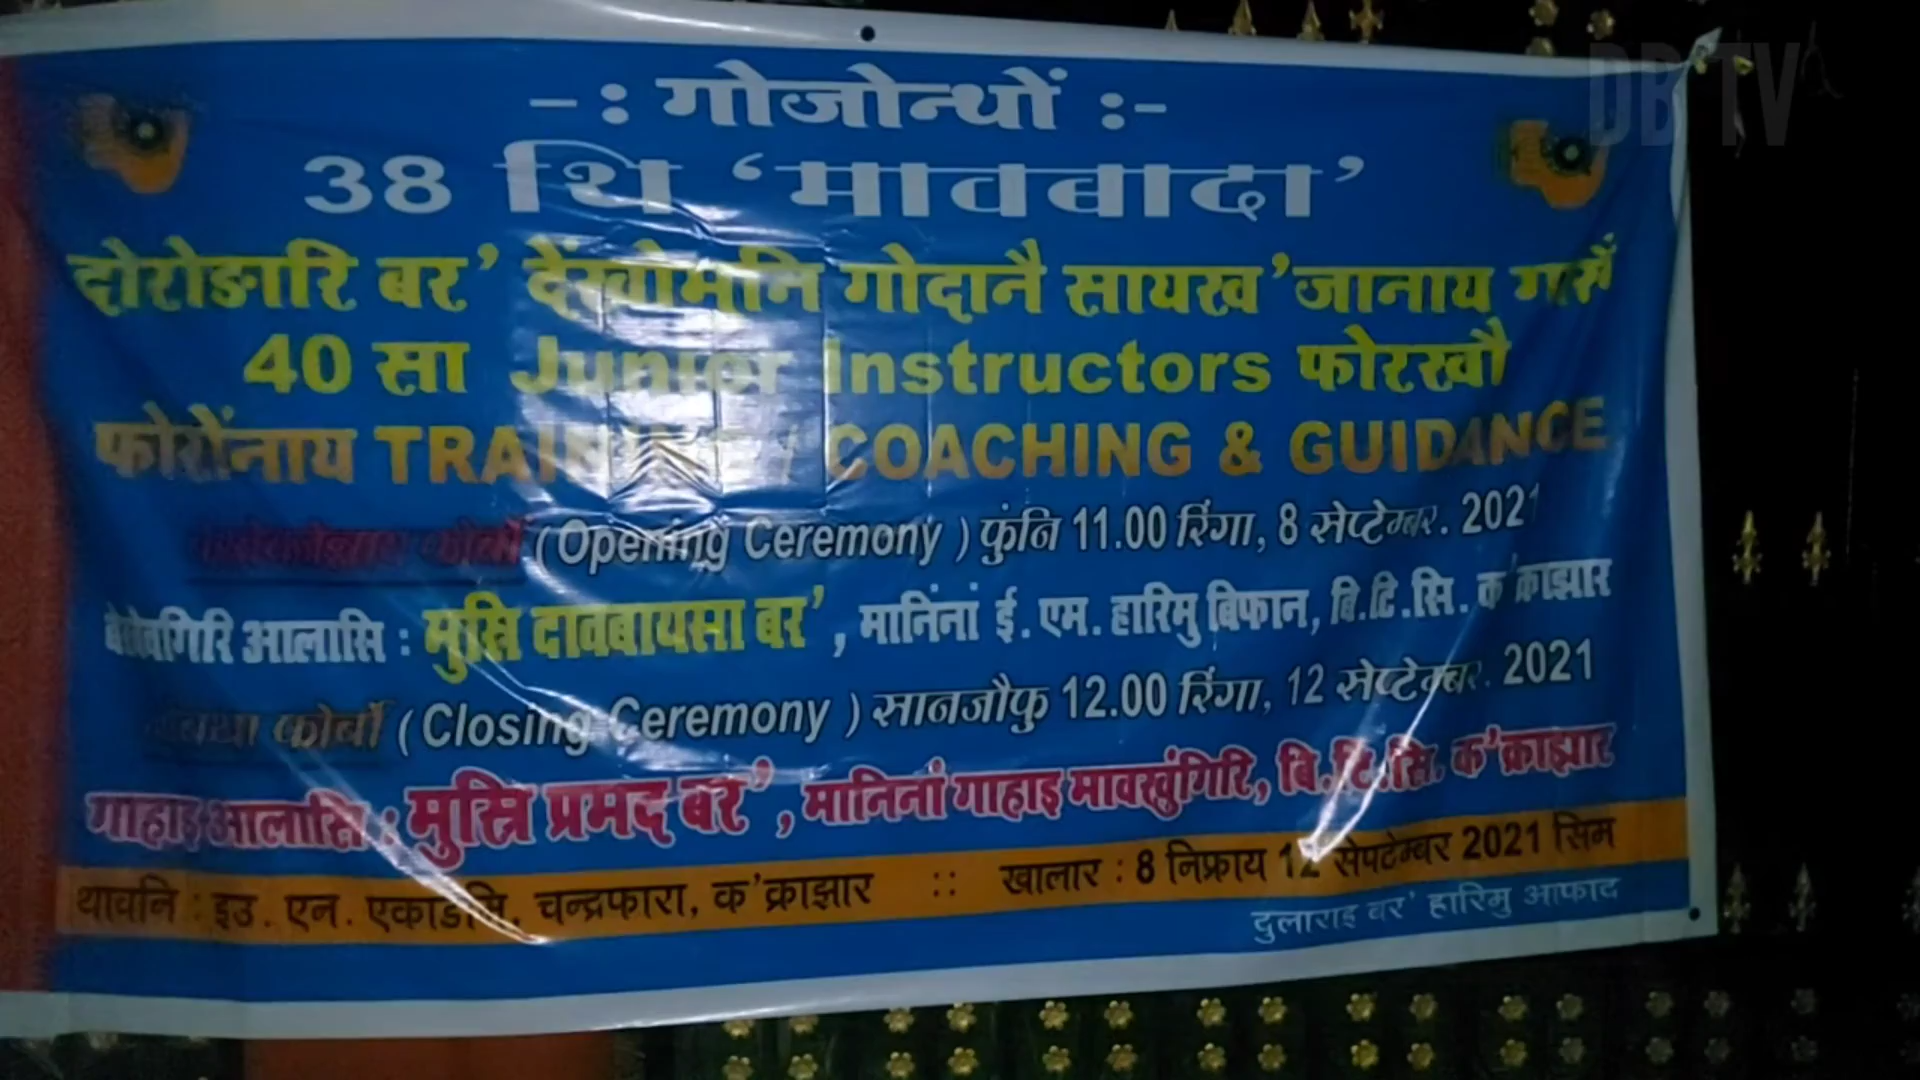 DB TV
-: गोजोन्थों :-
38 थि ‘मावबादा’
दोरोङारि बर’ देंखोमनि गोदानै सायख’जानाय गासै
40 सा Junior Instructors फोरखौ
फोरोंनाय TRAINING / COACHING & GUIDANCE
(Opening Ceremony) फुंनि 11.00 रिंगा, 8 सेप्टेम्बर. 2021
आलासि : मुस्रि दावबायसा बर’, मानिनां ई. एम. हारिमु बिफान, बि.टि.सि. क'क्राझार
फोर्बो (Closing Ceremony) सानजौफु 12.00 रिंगा, 12 सेप्टेम्बर. 2021
गाहाइ आलासि : मुस्रि प्रमद बर’, मानिनां गाहाइ मावखुंगिरि, बि.टि.सि. क’क्राझार
थावनि : इउ. एन. एकाडेमि, चन्द्रफारा, क’क्राझार :: खालार : 8 निफ्राय 12 सेपटेम्बर 2021 सिम
दुलाराइ बर’ हारिमु आफाद